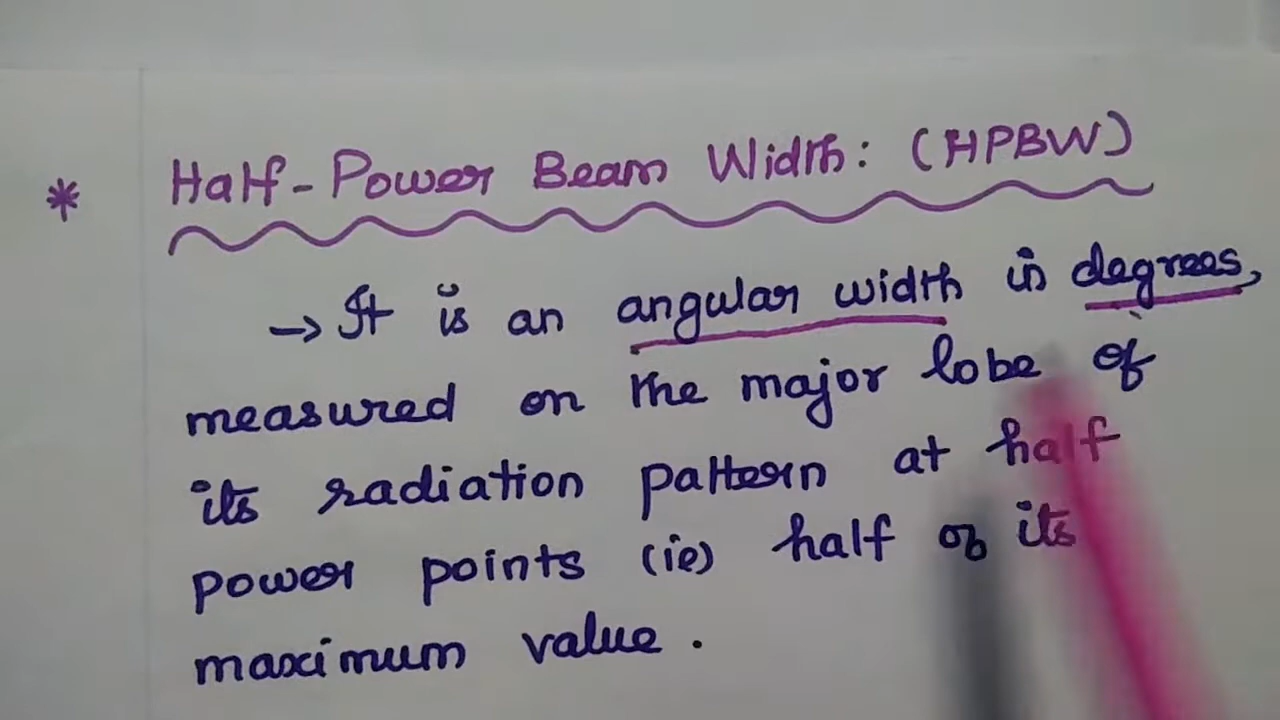 * Half-Power Beam Width: (HPBW)
→ It is an angular width in degrees,
measured on the major lobe of
its radiation pattern at half
power points (ie) half of its
maximum value.